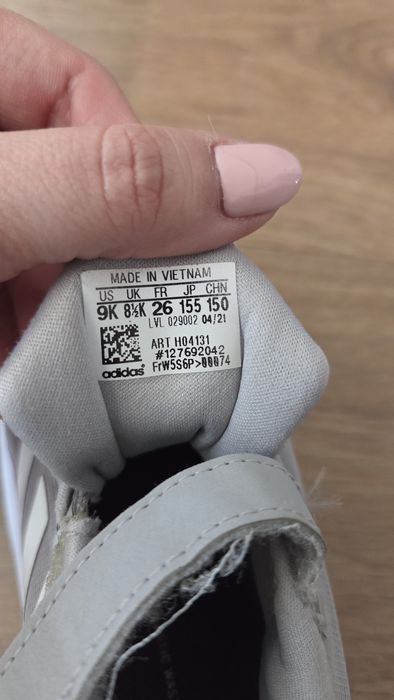 MADE IN VIETNAM
US UK FR JP CHN
9K 8½K 26 155 150
LVL 029002 04/21
ART H04131
#127692042
adidas FrW5S6P>00074